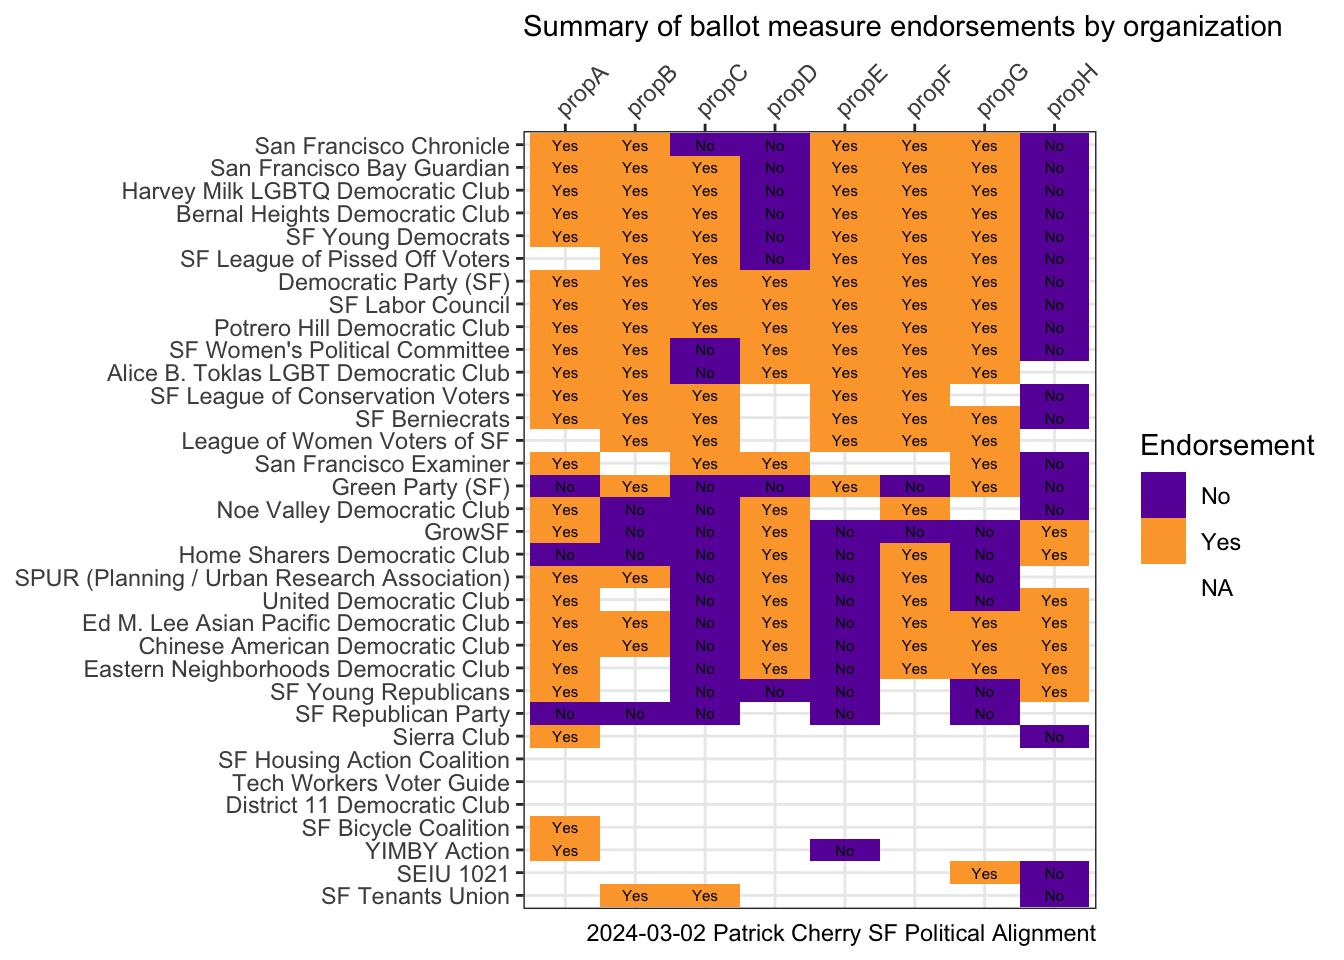 Summary of ballot measure endorsements by organization
propA propB propC propD propE propF propG propH
San Francisco Chronicle Yes Yes No No Yes Yes Yes No
San Francisco Bay Guardian Yes Yes Yes No Yes Yes Yes No
Harvey Milk LGBTQ Democratic Club Yes Yes Yes No Yes Yes Yes No
Bernal Heights Democratic Club Yes Yes Yes No Yes Yes Yes No
SF Young Democrats Yes Yes Yes No Yes Yes Yes No
SF League of Pissed Off Voters Yes Yes No Yes Yes Yes No
Democratic Party (SF) Yes Yes Yes Yes Yes Yes Yes No
SF Labor Council Yes Yes Yes Yes Yes Yes Yes No
Potrero Hill Democratic Club Yes Yes Yes Yes Yes Yes Yes No
SF Women's Political Committee Yes Yes No Yes Yes Yes Yes No
Alice B. Toklas LGBT Democratic Club Yes Yes No Yes Yes Yes Yes
SF League of Conservation Voters Yes Yes Yes Yes Yes No
SF Berniecrats Yes Yes Yes Yes Yes Yes No
League of Women Voters of SF Yes Yes Yes Yes Yes
San Francisco Examiner Yes Yes Yes Yes No
Green Party (SF) No Yes No No Yes No Yes No
Noe Valley Democratic Club Yes No No Yes Yes No
GrowSF Yes No No Yes No No No Yes
Home Sharers Democratic Club No No No Yes No Yes No Yes
SPUR (Planning / Urban Research Association) Yes Yes No Yes No Yes No
United Democratic Club Yes No Yes No Yes No Yes
Ed M. Lee Asian Pacific Democratic Club Yes Yes No Yes No Yes Yes Yes
Chinese American Democratic Club Yes Yes No Yes No Yes Yes Yes
Eastern Neighborhoods Democratic Club Yes No Yes No Yes Yes Yes
SF Young Republicans Yes No No No No Yes
SF Republican Party No No No No No
Sierra Club Yes No
SF Housing Action Coalition
Tech Workers Voter Guide
District 11 Democratic Club
SF Bicycle Coalition Yes
YIMBY Action Yes No
SEIU 1021 Yes No
SF Tenants Union Yes Yes No
Endorsement
No
Yes
NA
2024-03-02 Patrick Cherry SF Political Alignment